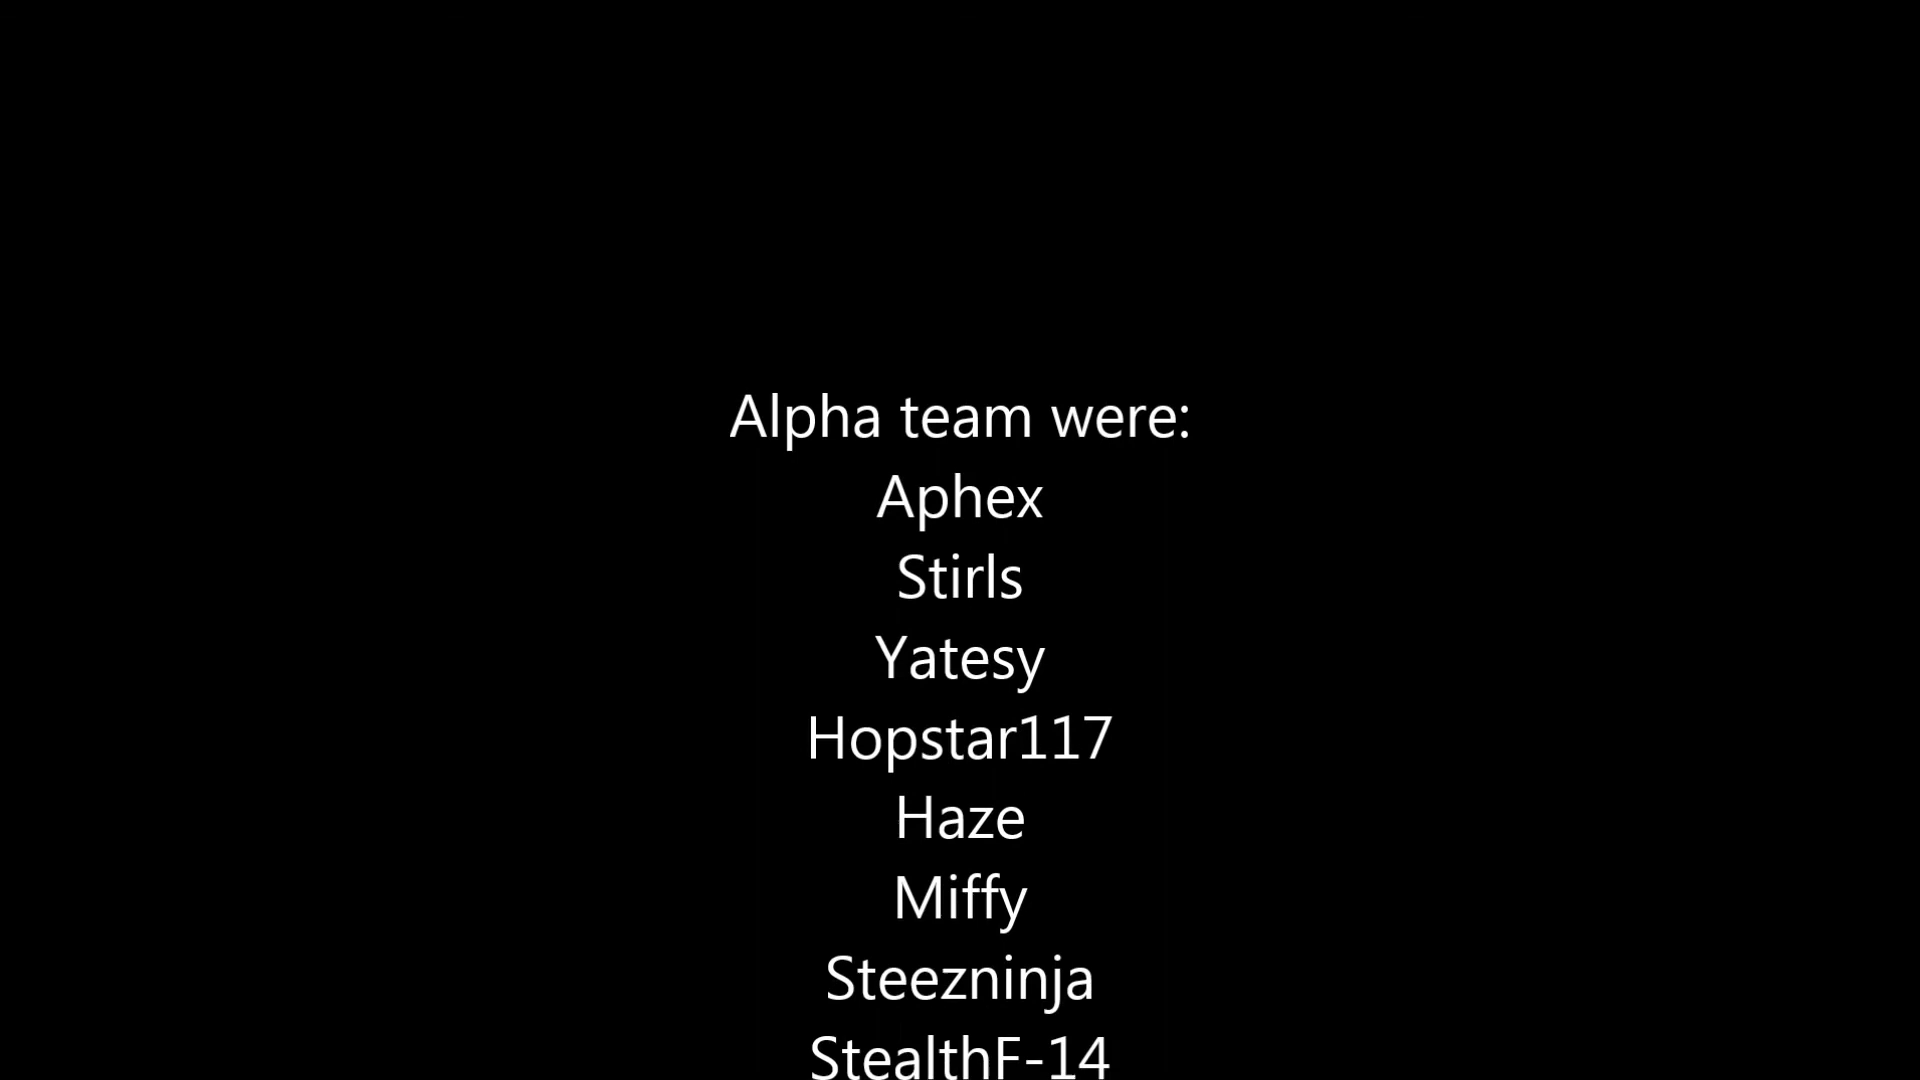 Alpha team were:
Aphex
Stirls
Yatesy
Hopstar117
Haze
Miffy
Steezninja
StealthF-14